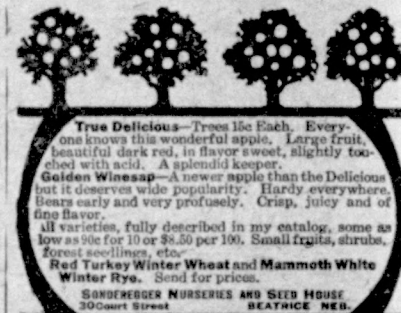 True Delicious—Trees 15c Each. Every-
one knows this wonderful apple. Large fruit,
beautiful dark red, in flavor sweet, slightly tou-
ched with acid. A splendid keeper.
Golden Winesap—A newer apple than the Delicious
but it deserves wide popularity. Hardy everywhere.
Bears early and very profusely. Crisp, juicy and of
fine flavor.
All varieties, fully described in my catalog, some as
low as 90c for 10 or $8.50 per 100. Small fruits, shrubs,
forest seedlings, etc.
Red Turkey Winter Wheat and Mammoth White
Winter Rye. Send for prices.
SONDEREGGER NURSERIES AND SEED HOUSE
30 Court Street BEATRICE NEB.